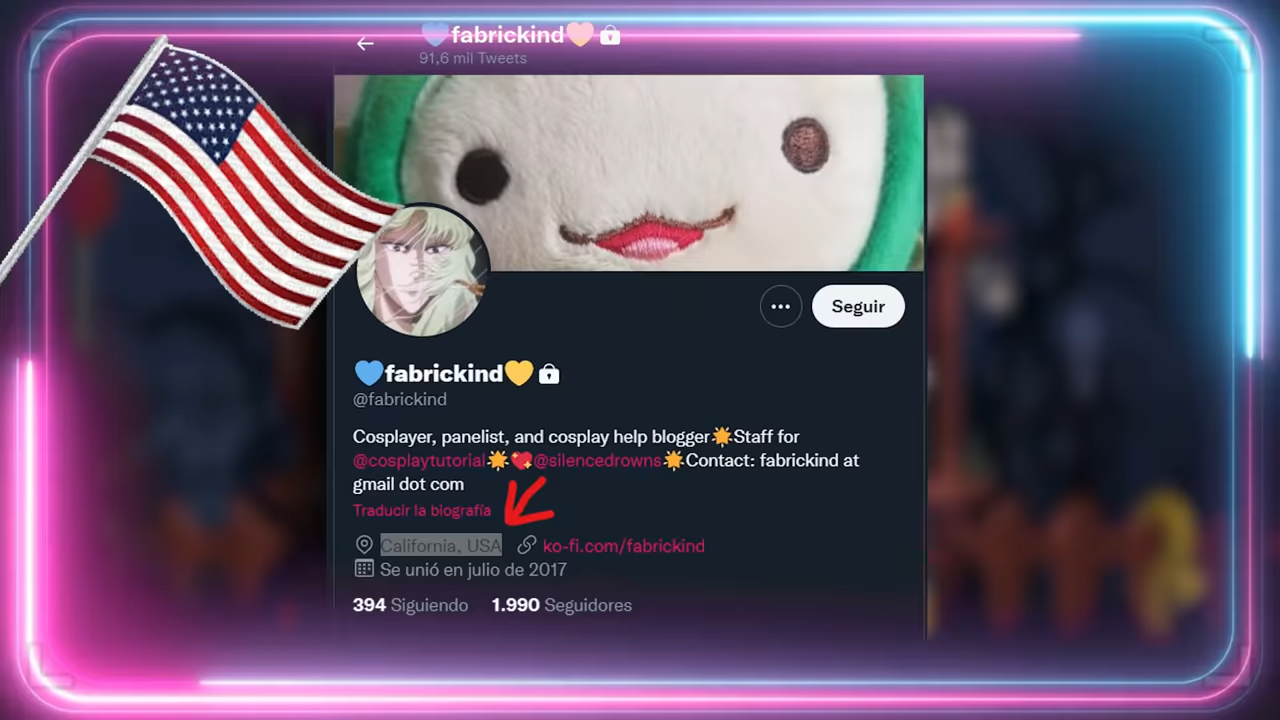 fabrickind
91,6 mil Tweets
Seguir
fabrickind
@fabrickind
Cosplayer, panelist, and cosplay help blogger🌟Staff for
@cosplaytutorial🌟💖@silencedrowns🌟Contact: fabrickind at
gmail dot com
Traducir la biografía
California, USA ko-fi.com/fabrickind
Se unió en julio de 2017
394 Siguiendo 1.990 Seguidores